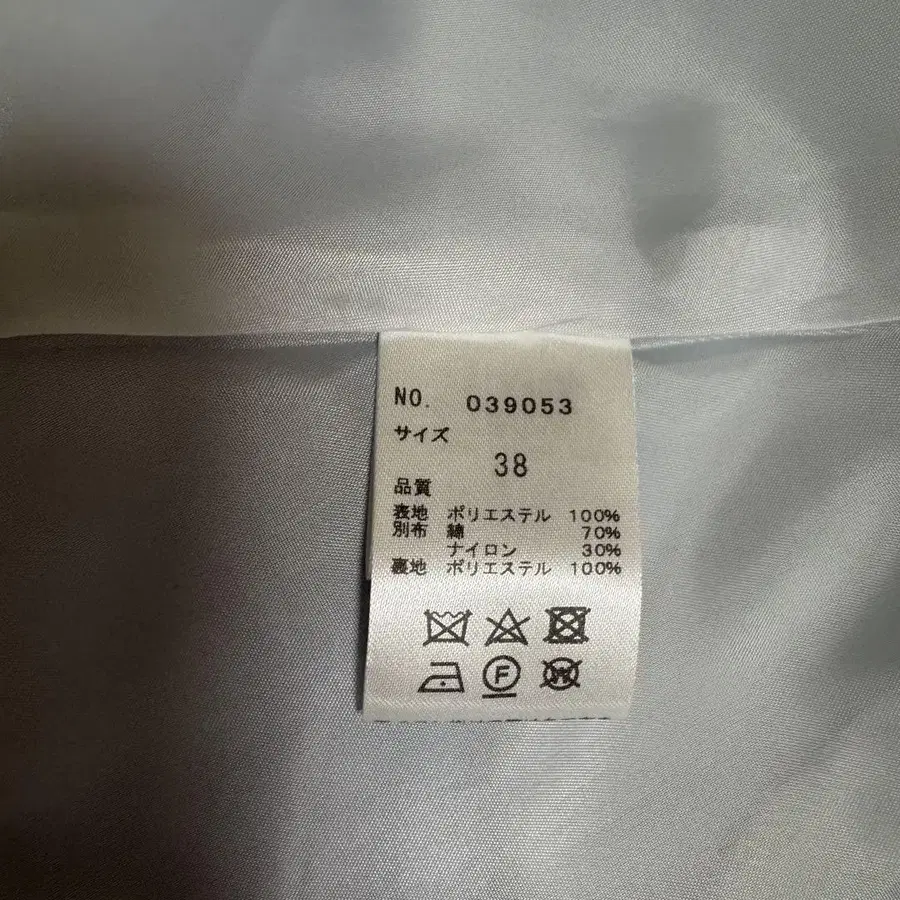 NO. 039053
サイズ
38
品質
表地 ポリエステル 100%
別布 綿 70%
ナイロン 30%
裏地 ポリエステル 100%
F
W